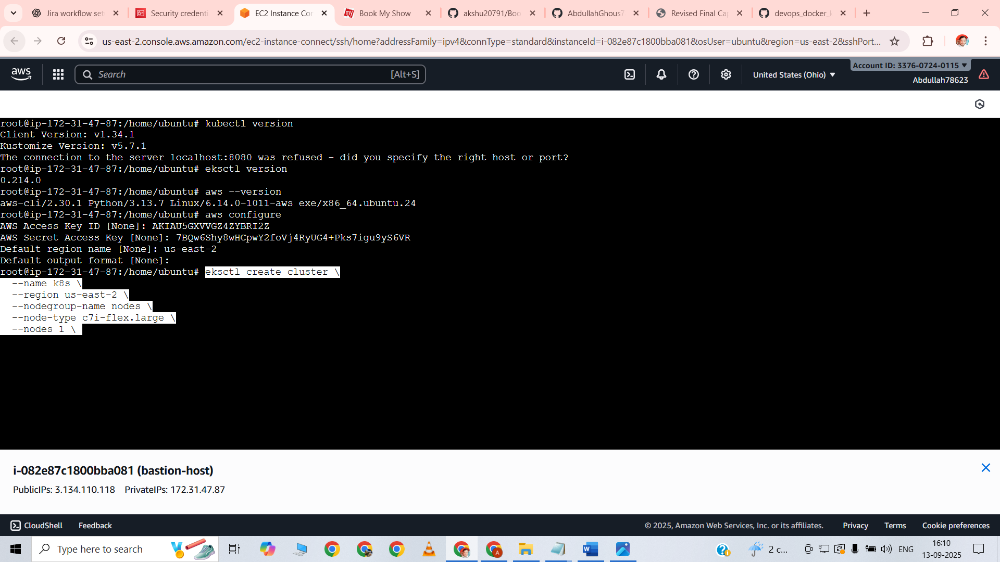 Jira workflow set
Security credenti
EC2 Instance Con
Book My Show
akshu20791/Boo
AbdullahGhous7
Revised Final Ca
devops_docker_k
us-east-2.console.aws.amazon.com/ec2-instance-connect/ssh/home?addressFamily=ipv4&connType=standard&instanceId=i-082e87c1800bba081&osUser=ubuntu&region=us-east-2&sshPort...
aws
Search
[Alt+S]
United States (Ohio)
Account ID: 3376-0724-0115
Abdullah78623
root@ip-172-31-47-87:/home/ubuntu# kubectl version
Client Version: v1.34.1
Kustomize Version: v5.7.1
The connection to the server localhost:8080 was refused - did you specify the right host or port?
root@ip-172-31-47-87:/home/ubuntu# eksctl version
0.214.0
root@ip-172-31-47-87:/home/ubuntu# aws --version
aws-cli/2.30.1 Python/3.13.7 Linux/6.14.0-1011-aws exe/x86_64.ubuntu.24
root@ip-172-31-47-87:/home/ubuntu# aws configure
AWS Access Key ID [None]: AKIAU5GXVVGZ4ZYBRI2Z
AWS Secret Access Key [None]: 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
Default region name [None]: us-east-2
Default output format [None]:
root@ip-172-31-47-87:/home/ubuntu# eksctl create cluster \
--name k8s \
--region us-east-2 \
--nodegroup-name nodes \
--node-type c7i-flex.large \
--nodes 1 \
i-082e87c1800bba081 (bastion-host)
PublicIPs: 3.134.110.118 PrivateIPs: 172.31.47.87
CloudShell
Feedback
© 2025, Amazon Web Services, Inc. or its affiliates.
Privacy
Terms
Cookie preferences
Type here to search
2 c...
ENG
16:10
13-09-2025